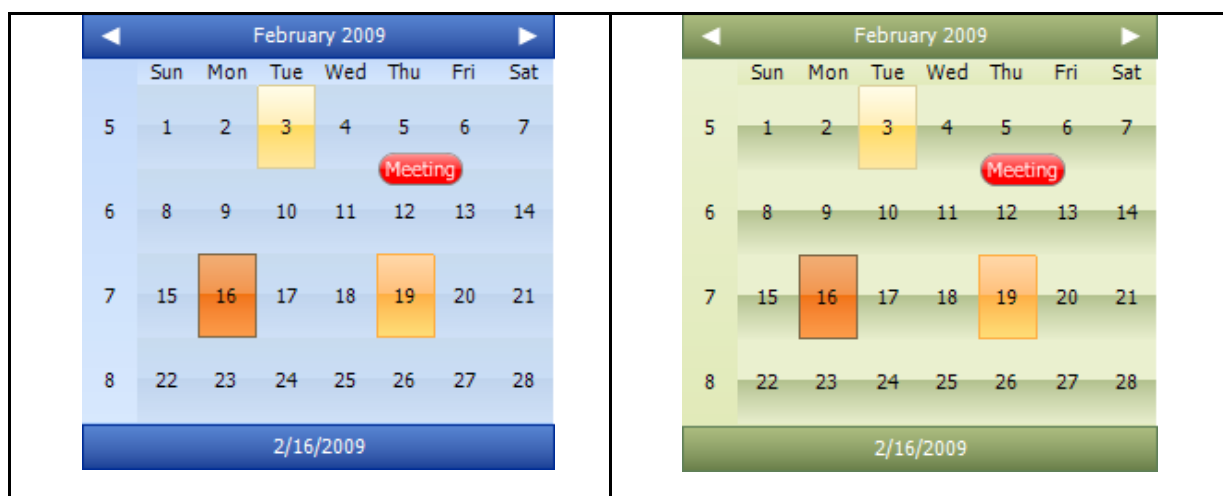 February 2009
Sun Mon Tue Wed Thu Fri Sat
5 1 2 3 4 5 6 7
Meeting
6 8 9 10 11 12 13 14
7 15 16 17 18 19 20 21
8 22 23 24 25 26 27 28
2/16/2009
February 2009
Sun Mon Tue Wed Thu Fri Sat
5 1 2 3 4 5 6 7
Meeting
6 8 9 10 11 12 13 14
7 15 16 17 18 19 20 21
8 22 23 24 25 26 27 28
2/16/2009